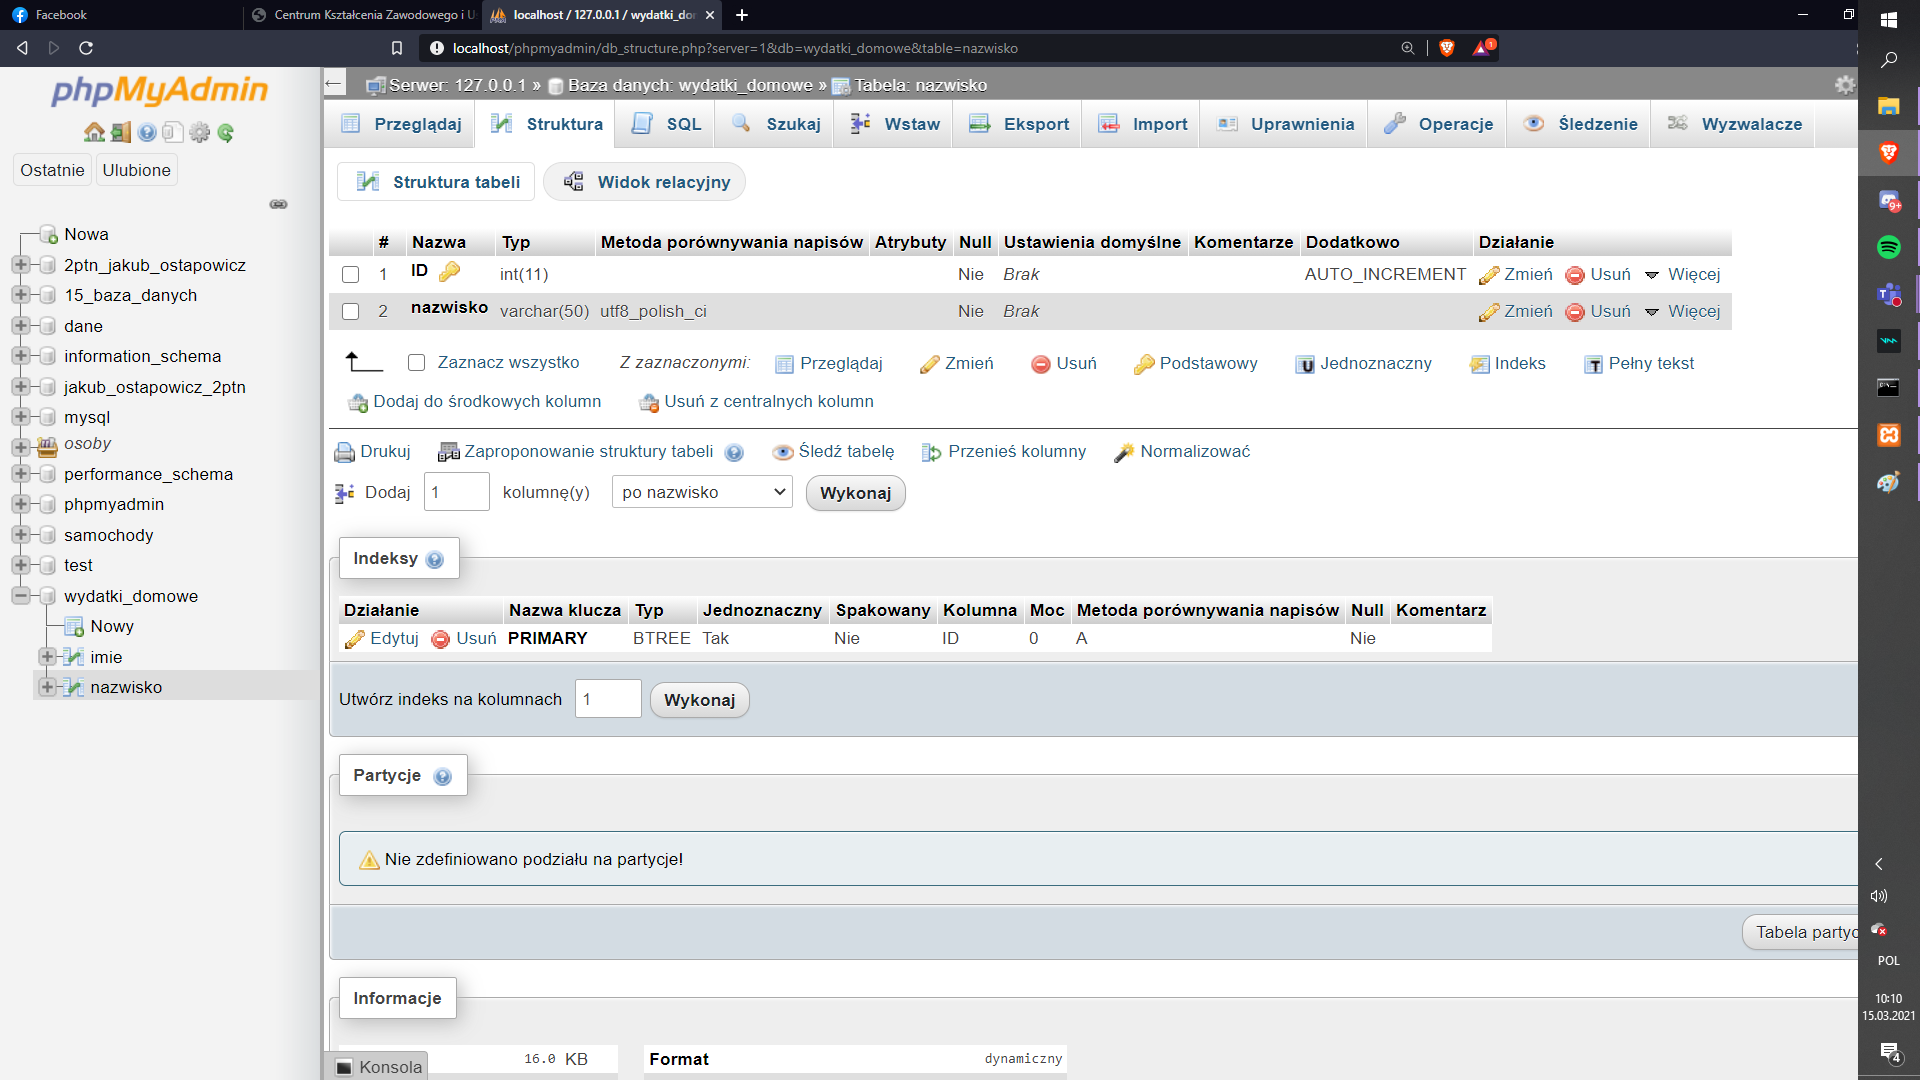 Facebook
Centrum Kształcenia Zawodowego i U
localhost / 127.0.0.1 / wydatki_do
localhost/phpmyadmin/db_structure.php?server=1&db=wydatki_domowe&table=nazwisko
1
phpMyAdmin
Ostatnie Ulubione
Nowa
2ptn_jakub_ostapowicz
15_baza_danych
dane
information_schema
jakub_ostapowicz_2ptn
mysql
osoby
performance_schema
phpmyadmin
samochody
test
wydatki_domowe
Nowy
imie
nazwisko
Serwer: 127.0.0.1 » Baza danych: wydatki_domowe » Tabela: nazwisko
Przeglądaj Struktura SQL Szukaj Wstaw Eksport Import Uprawnienia Operacje Śledzenie Wyzwalacze
Struktura tabeli Widok relacyjny
# Nazwa Typ Metoda porównywania napisów Atrybuty Null Ustawienia domyślne Komentarze Dodatkowo Działanie
1 ID int(11) Nie Brak AUTO_INCREMENT Zmień Usuń Więcej
2 nazwisko varchar(50) utf8_polish_ci Nie Brak Zmień Usuń Więcej
Zaznacz wszystko Z zaznaczonymi: Przeglądaj Zmień Usuń Podstawowy Jednoznaczny Indeks Pełny tekst
Dodaj do środkowych kolumn Usuń z centralnych kolumn
Drukuj Zaproponowanie struktury tabeli Śledź tabelę Przenieś kolumny Normalizować
Dodaj 1 kolumnę(y) po nazwisko Wykonaj
Indeksy
Działanie Nazwa klucza Typ Jednoznaczny Spakowany Kolumna Moc Metoda porównywania napisów Null Komentarz
Edytuj Usuń PRIMARY BTREE Tak Nie ID 0 A Nie
Utwórz indeks na kolumnach 1 Wykonaj
Partycje
Nie zdefiniowano podziału na partycje!
Tabela partyc
Informacje
16.0 KB
Format dynamiczny
Konsola
9+
POL
10:10
15.03.2021
4